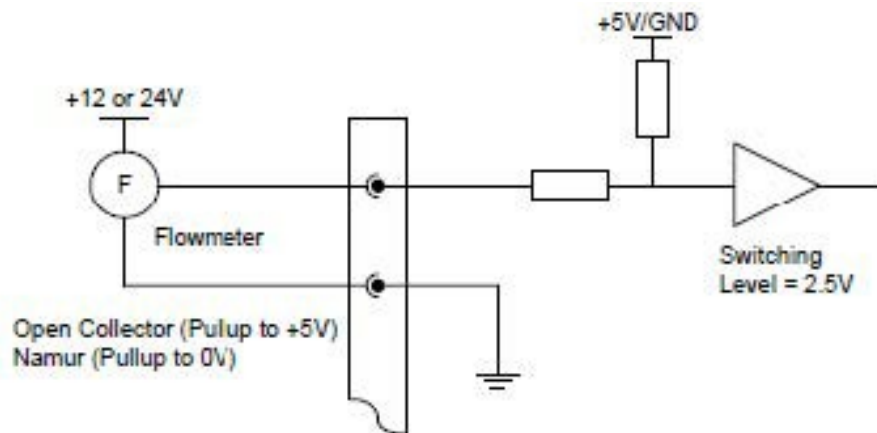 +5V/GND
+12 or 24V
F
Flowmeter
Switching
Level = 2.5V
Open Collector (Pullup to +5V)
Namur (Pullup to 0V)